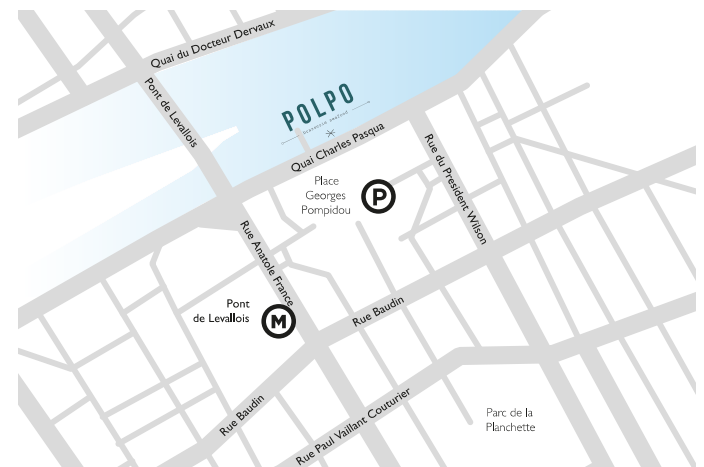 Quai du Docteur Dervaux
Pont de Levallois
POLPO
brasserie seafood
Quai Charles Pasqua
Rue du President Wilson
Place
Georges
Pompidou
P
Rue Anatole France
Pont
de Levallois
M
Rue Baudin
Rue Baudin
Rue Paul Vaillant Couturier
Parc de la
Planchette